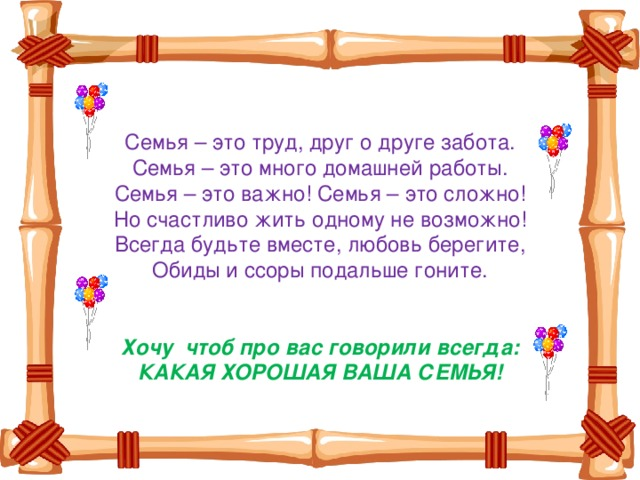 Семья – это труд, друг о друге забота.
Семья – это много домашней работы.
Семья – это важно! Семья – это сложно!
Но счастливо жить одному не возможно!
Всегда будьте вместе, любовь берегите,
Обиды и ссоры подальше гоните.
Хочу чтоб про вас говорили всегда:
КАКАЯ ХОРОШАЯ ВАША СЕМЬЯ!